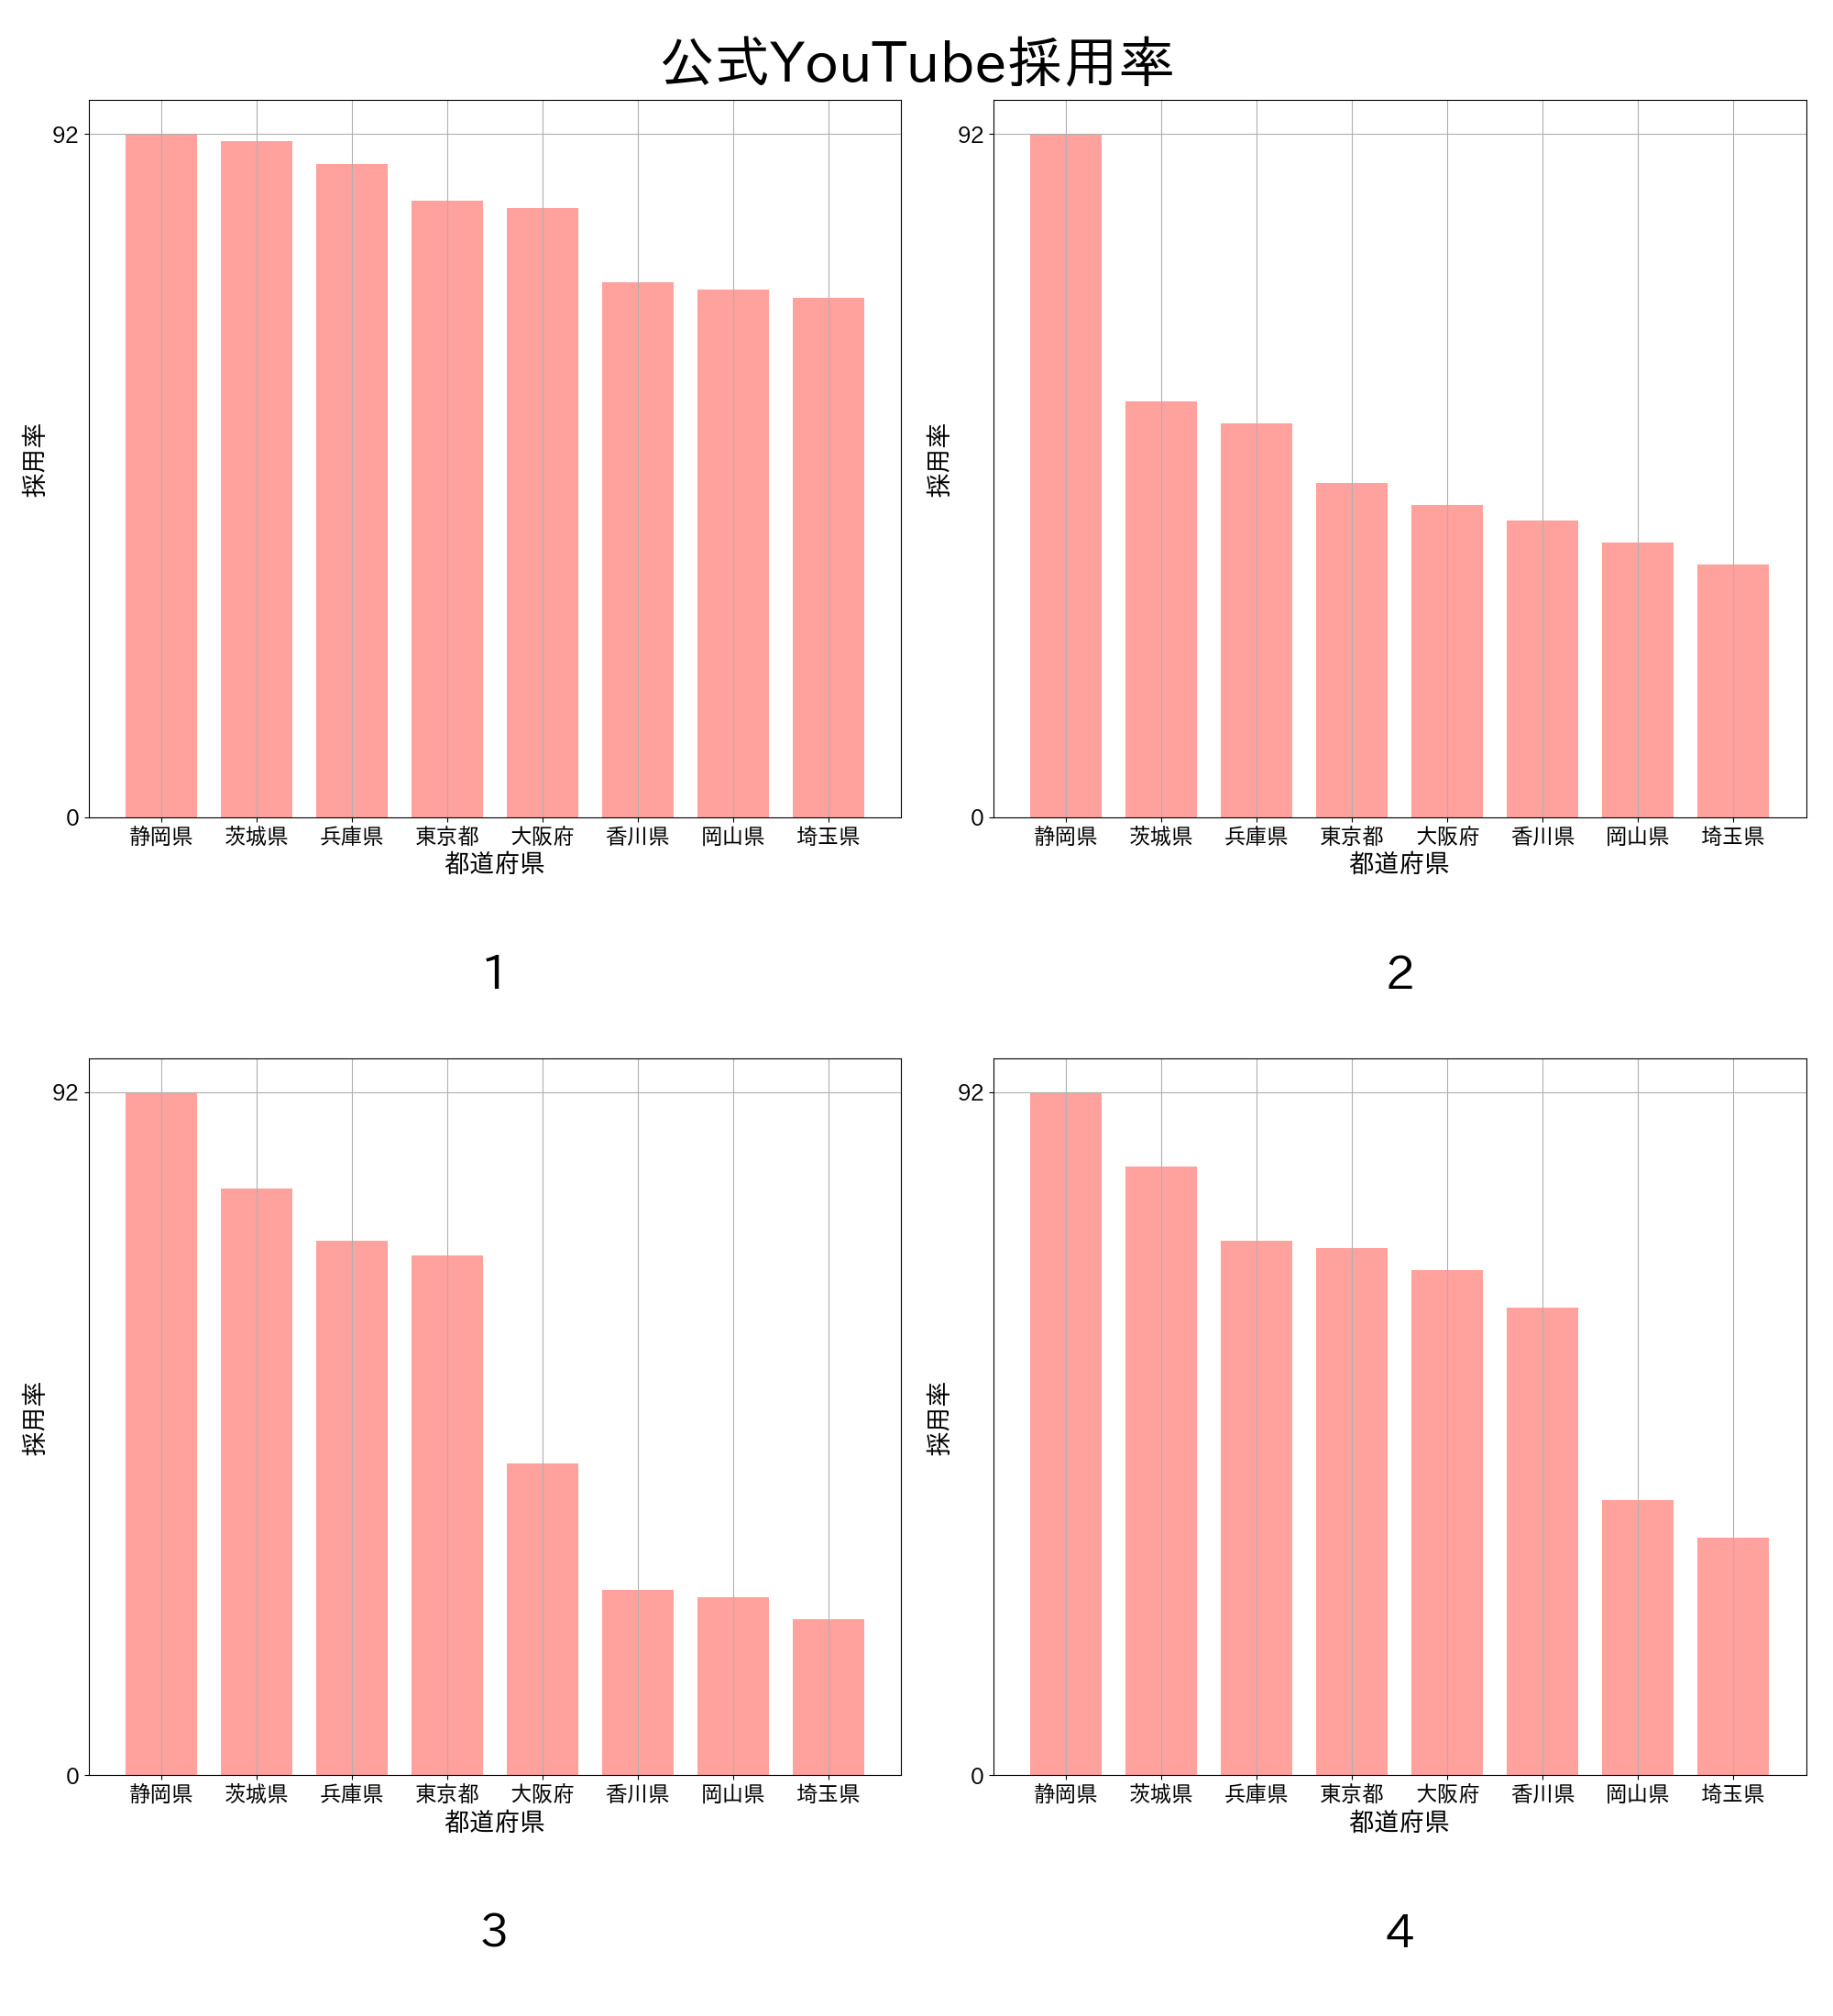 公式YouTube採用率
92
0
採用率
静岡県 茨城県 兵庫県 東京都 大阪府 香川県 岡山県 埼玉県
都道府県
1
92
0
採用率
静岡県 茨城県 兵庫県 東京都 大阪府 香川県 岡山県 埼玉県
都道府県
2
92
0
採用率
静岡県 茨城県 兵庫県 東京都 大阪府 香川県 岡山県 埼玉県
都道府県
3
92
0
採用率
静岡県 茨城県 兵庫県 東京都 大阪府 香川県 岡山県 埼玉県
都道府県
4